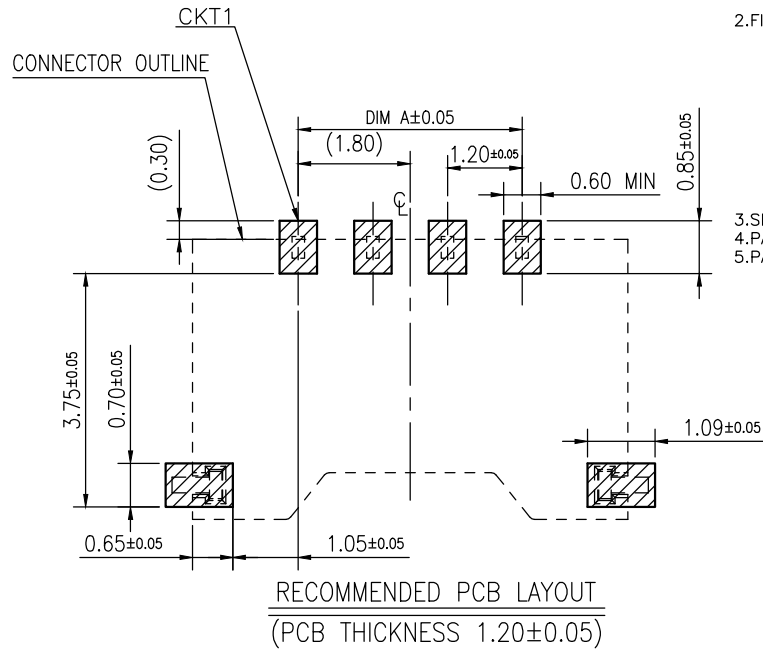 CKT1
2.FI
CONNECTOR OUTLINE
DIM A±0.05
(1.80)
1.20±0.05
(0.30)
0.60 MIN
0.85±0.05
℄
3.SI
4.PA
5.PA
3.75±0.05
0.70±0.05
1.09±0.05
0.65±0.05
1.05±0.05
RECOMMENDED PCB LAYOUT
(PCB THICKNESS 1.20±0.05)